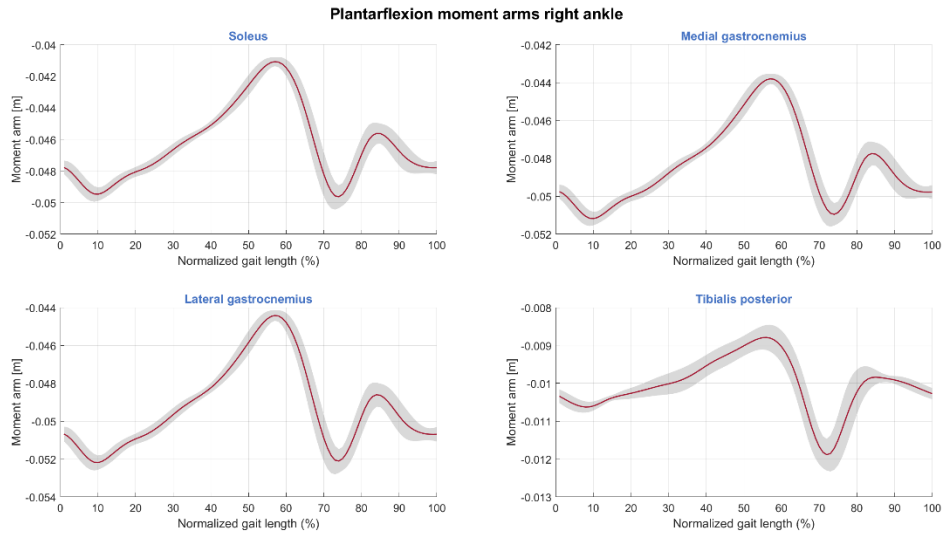 Plantarflexion moment arms right ankle
Soleus
-0.04
-0.042
-0.044
-0.046
-0.048
-0.05
-0.052
Moment arm [m]
0 10 20 30 40 50 60 70 80 90 100
Normalized gait length (%)
Medial gastrocnemius
-0.042
-0.044
-0.046
-0.048
-0.05
-0.052
Moment arm [m]
0 10 20 30 40 50 60 70 80 90 100
Normalized gait length (%)
Lateral gastrocnemius
-0.044
-0.046
-0.048
-0.05
-0.052
-0.054
Moment arm [m]
0 10 20 30 40 50 60 70 80 90 100
Normalized gait length (%)
Tibialis posterior
-0.008
-0.009
-0.01
-0.011
-0.012
-0.013
Moment arm [m]
0 10 20 30 40 50 60 70 80 90 100
Normalized gait length (%)